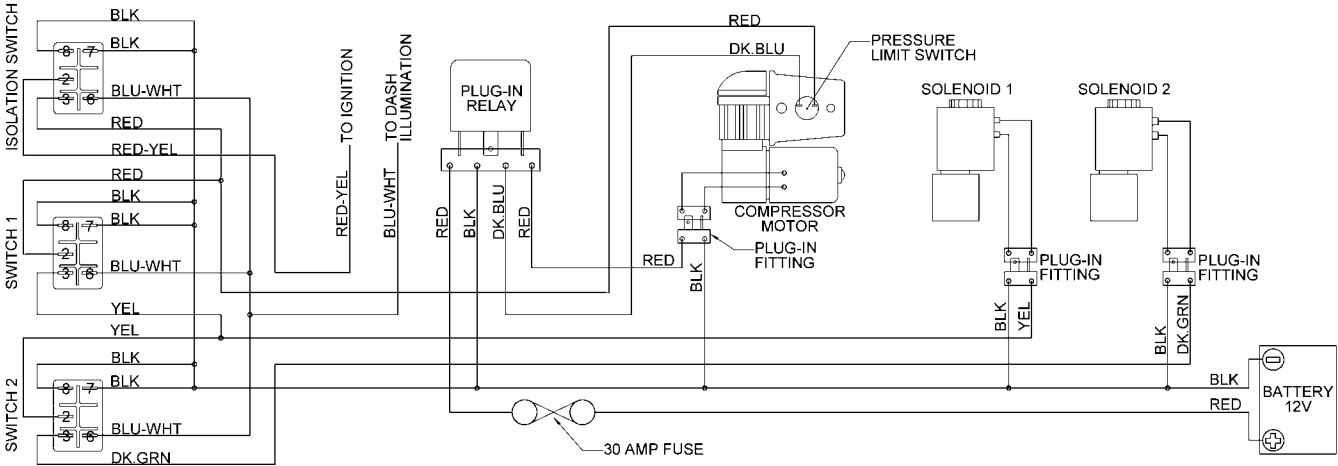 ISOLATION SWITCH
BLK
8 7
BLK
2
BLU-WHT
3 6
RED
RED-YEL
SWITCH 1
RED
BLK
8 7
BLK
2
BLU-WHT
3 6
YEL
SWITCH 2
YEL
BLK
8 7
BLK
2
BLU-WHT
3 6
DK.GRN
TO IGNITION
RED-YEL
TO DASH
ILLUMINATION
BLU-WHT
PLUG-IN
RELAY
RED
BLK
DK.BLU
RED
RED
DK.BLU
PRESSURE
LIMIT SWITCH
COMPRESSOR
MOTOR
PLUG-IN
FITTING
RED
BLK
SOLENOID 1
PLUG-IN
FITTING
BLK
YEL
SOLENOID 2
PLUG-IN
FITTING
BLK
DK.GRN
BLK
RED
BATTERY
12V
30 AMP FUSE